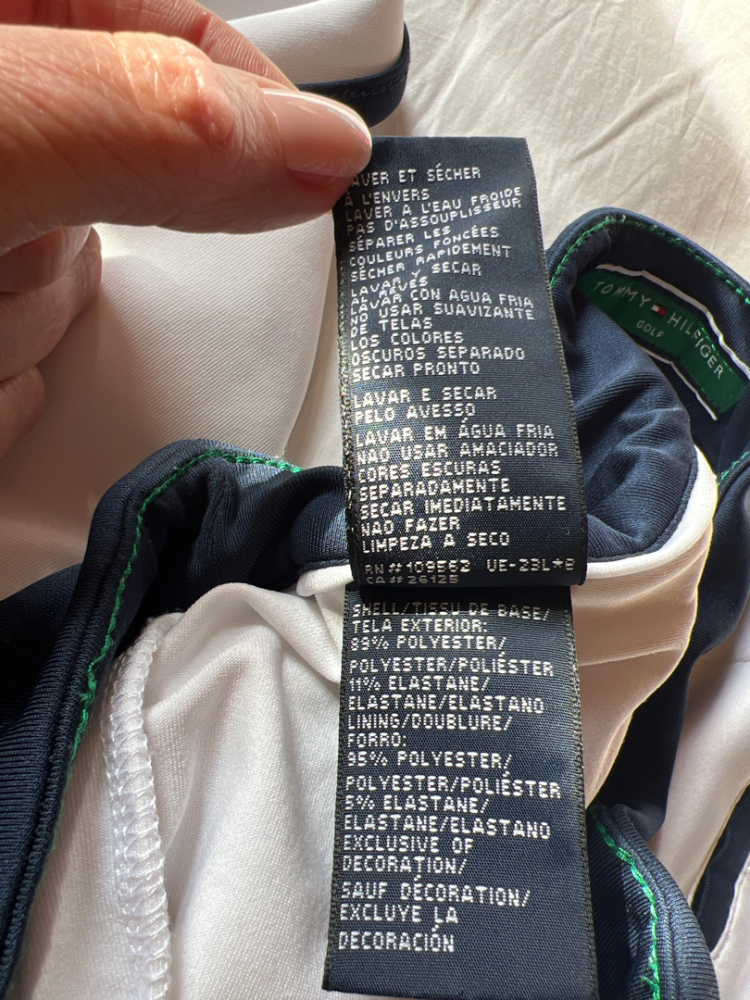 AVER ET SÉCHER
À L'ENVERS
LAVER A L'EAU FROIDE
PAS D'ASSOUPLISSEUR
SÉPARER LES
COULEURS FONCÉES
SÉCHER RAPIDEMENT
LAVAR Y SECAR
AL REVÉS
LAVAR CON AGUA FRIA
NO USAR SUAVIZANTE
DE TELAS
LOS COLORES
OSCUROS SEPARADO
SECAR PRONTO
LAVAR E SECAR
PELO AVESSO
LAVAR EM ÁGUA FRIA
NÃO USAR AMACIADOR
CORES ESCURAS
SEPARADAMENTE
SECAR IMEDIATAMENTE
NÃO FAZER
LIMPEZA A SECO
RN#109562 UE-23L*8
CA#26125
SHELL/TISSU DE BASE/
TELA EXTERIOR:
89% POLYESTER/
POLYESTER/POLIÉSTER
11% ELASTANE/
ELASTANE/ELASTANO
LINING/DOUBLURE/
FORRO:
95% POLYESTER/
POLYESTER/POLIÉSTER
5% ELASTANE/
ELASTANE/ELASTANO
EXCLUSIVE OF
DECORATION/
SAUF DÉCORATION/
EXCLUYE LA
DECORACIÓN
TOMMY HILFIGER
GOLF